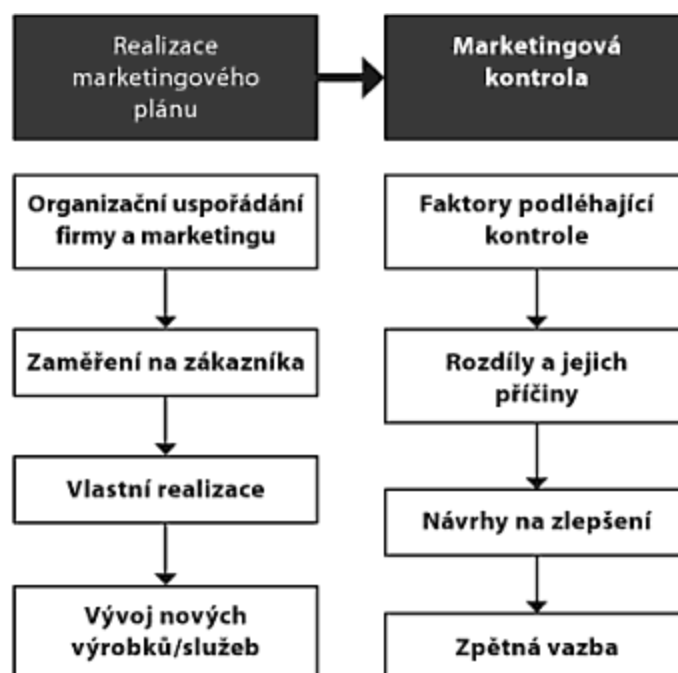 Realizace
marketingového
plánu
Marketingová
kontrola
Organizační uspořádání
firmy a marketingu
Zaměření na zákazníka
Vlastní realizace
Vývoj nových
výrobků/služeb
Faktory podléhající
kontrole
Rozdíly a jejich
příčiny
Návrhy na zlepšení
Zpětná vazba